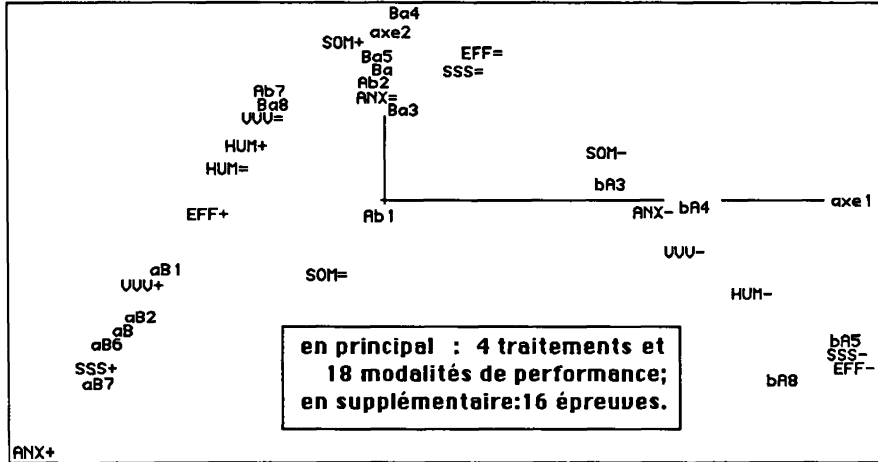 Ba4
axe2
SOM+
EFF=
Ba5
Ba
SSS=
Ab2
Ab7
ANX=
Ba8
Ba3
VVV=
HUM+
SOM-
HUM=
bA3
axe1
EFF+
Ab1
ANX- bA4
VVV-
aB1
SOM=
VVV+
HUM-
aB2
aB
aB6
bA5
SSS-
SSS+
EFF-
aB7
bA8
en principal : 4 traitements et
18 modalités de performance;
en supplémentaire:16 épreuves.
ANX+